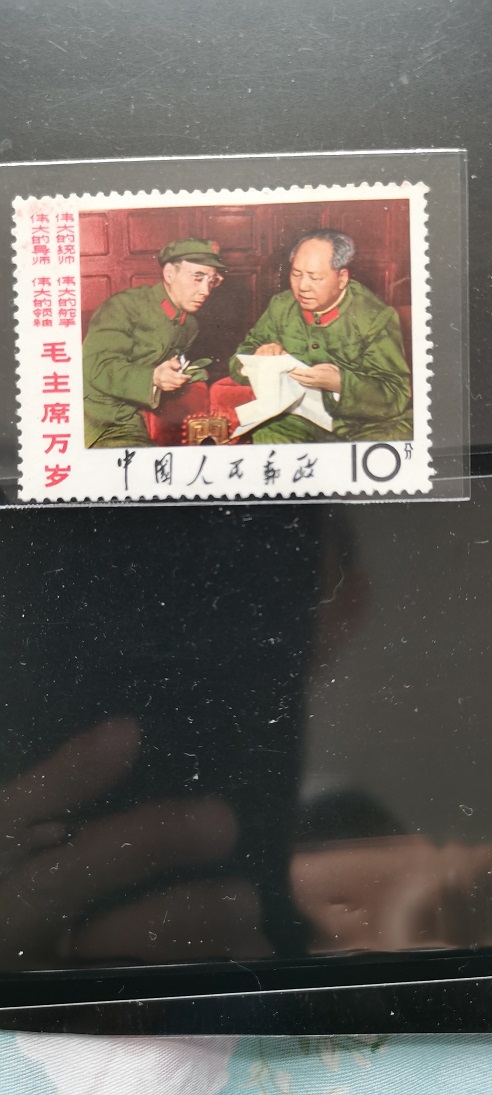 伟大的导师 伟大的领袖
伟大的统帅 伟大的舵手
毛主席万岁
中国人民郵政
10分